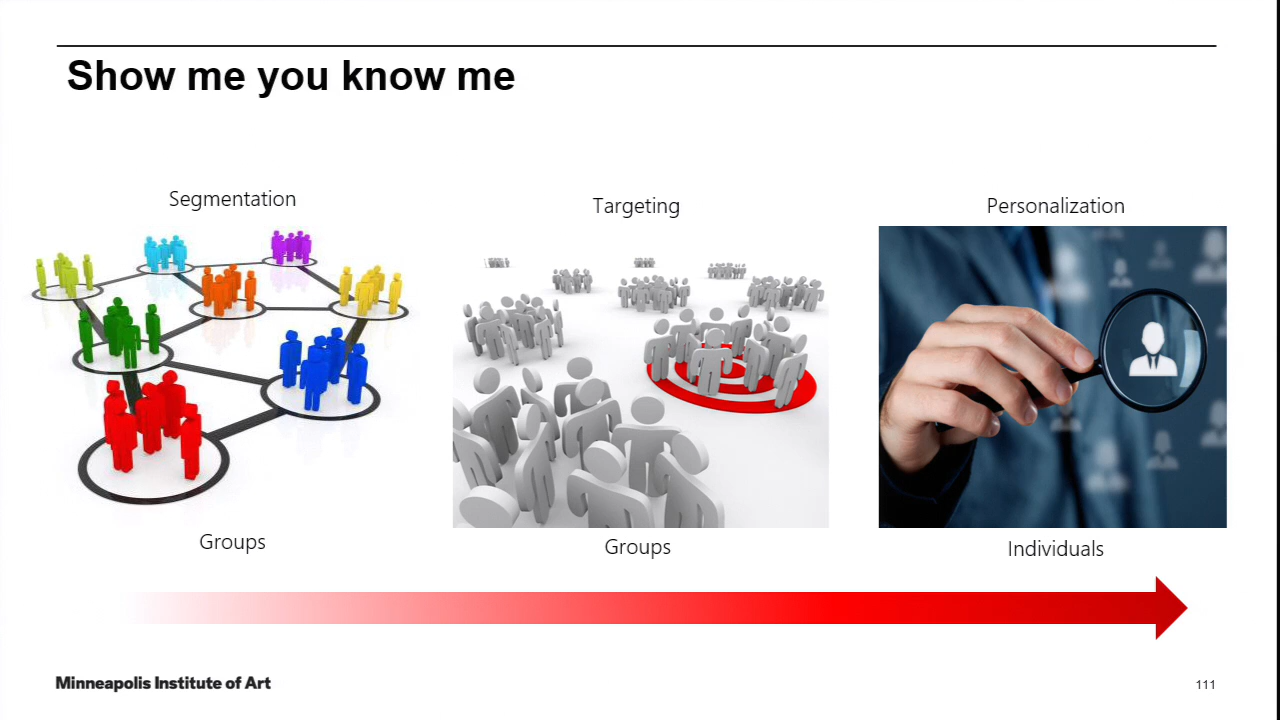 Show me you know me
Segmentation
Targeting
Personalization
Groups
Groups
Individuals
Minneapolis Institute of Art
111